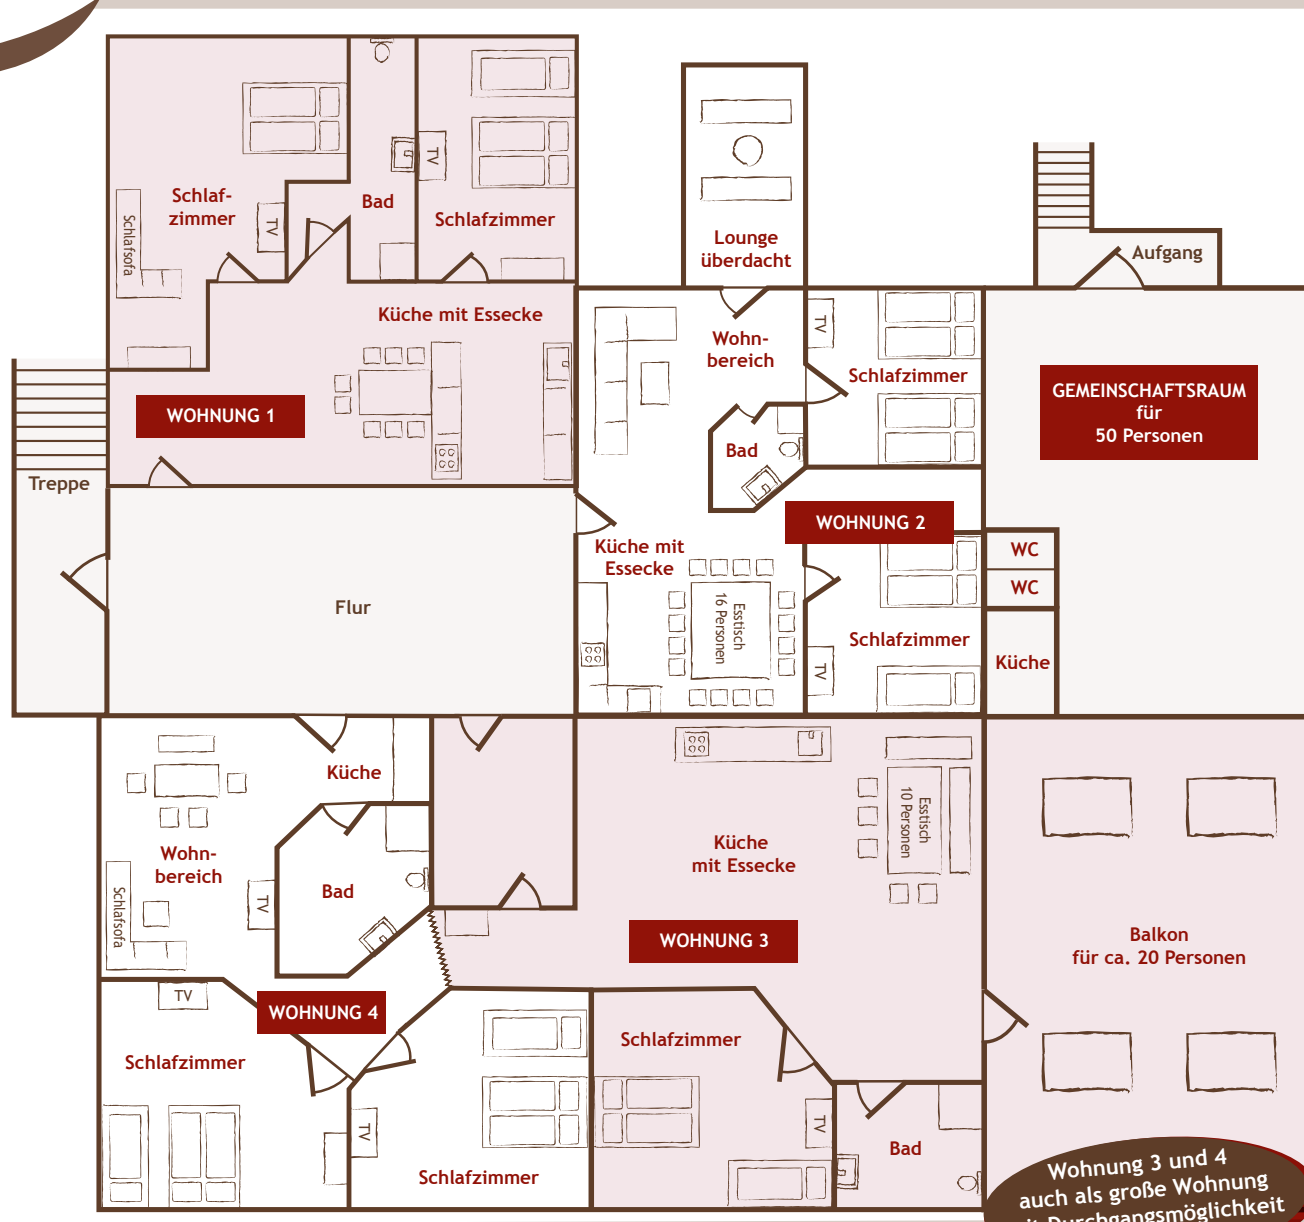 Schlaf-
zimmer
Schlafsofa
TV
Bad
TV
Schlafzimmer
Küche mit Essecke
WOHNUNG 1
Treppe
Flur
Lounge
überdacht
Wohn-
bereich
TV
Schlafzimmer
Bad
WOHNUNG 2
Küche mit
Essecke
Esstisch
16 Personen
Schlafzimmer
TV
Aufgang
GEMEINSCHAFTSRAUM
für
50 Personen
WC
WC
Küche
Küche
Wohn-
bereich
Schlafsofa
TV
Bad
WOHNUNG 4
TV
Schlafzimmer
TV
Schlafzimmer
Küche
mit Essecke
Esstisch
10 Personen
WOHNUNG 3
Schlafzimmer
TV
Bad
Balkon
für ca. 20 Personen
Wohnung 3 und 4
auch als große Wohnung
Durchgangsmöglichkeit